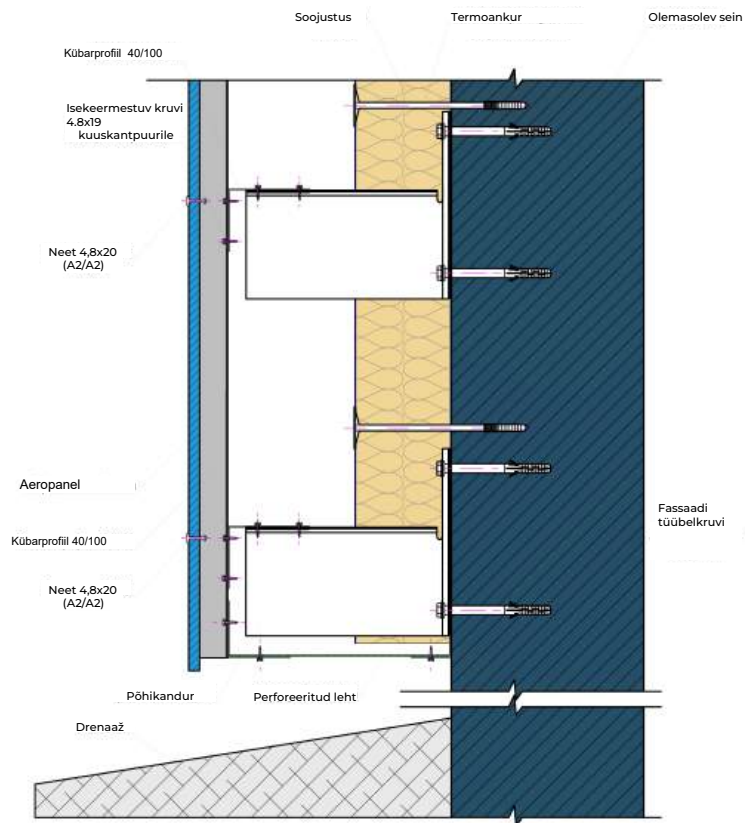 Soojustus
Termoankur
Olemasolev sein
Kübarprofiil 40/100
Isekeermestuv kruvi
4.8x19
kuuskantpuurile
Neet 4,8x20
(A2/A2)
Aeropanel
Fassaadi
tüübelkruvi
Kübarprofiil 40/100
Neet 4,8x20
(A2/A2)
Põhikandur
Perforeeritud leht
Drenaaž